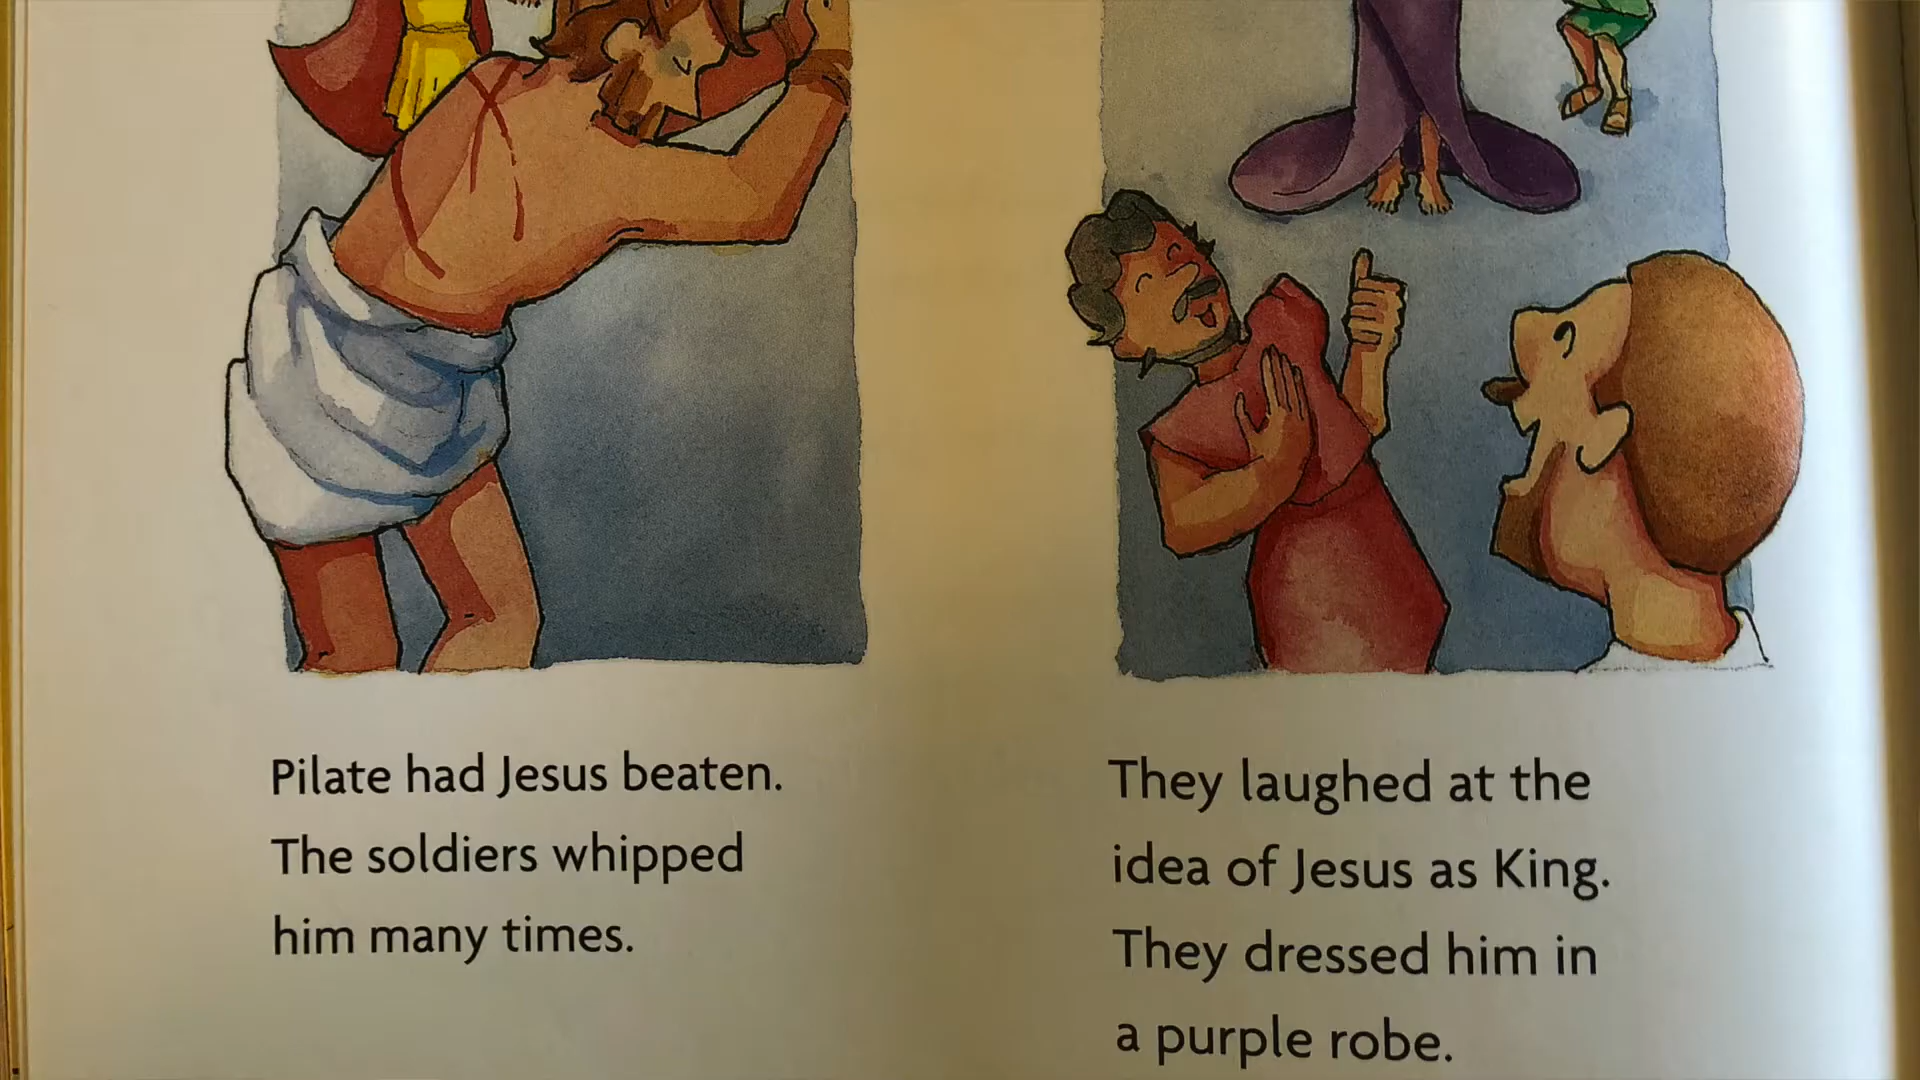 Pilate had Jesus beaten.
The soldiers whipped
him many times.
They laughed at the
idea of Jesus as King.
They dressed him in
a purple robe.